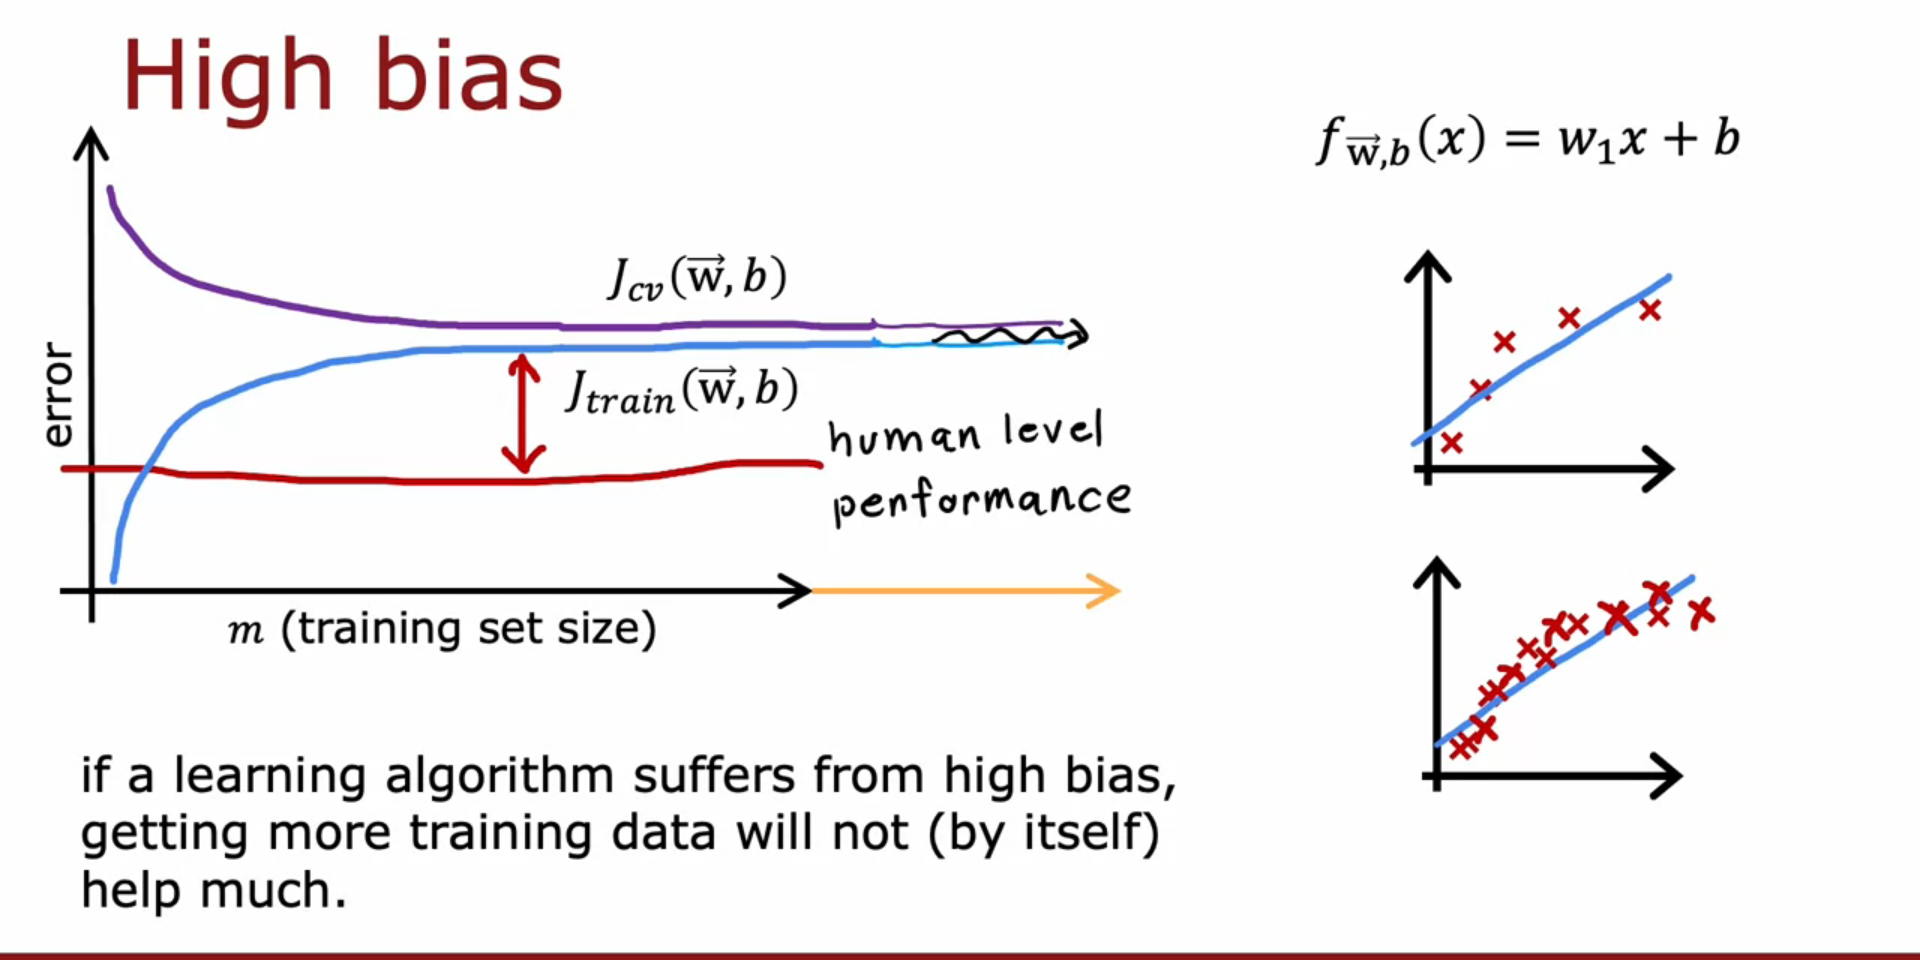 High bias
f_{\vec{w},b}(x) = w_1x + b
J_{cv}(\vec{w}, b)
J_{train}(\vec{w}, b)
human level
performance
error
m (training set size)
if a learning algorithm suffers from high bias,
getting more training data will not (by itself)
help much.